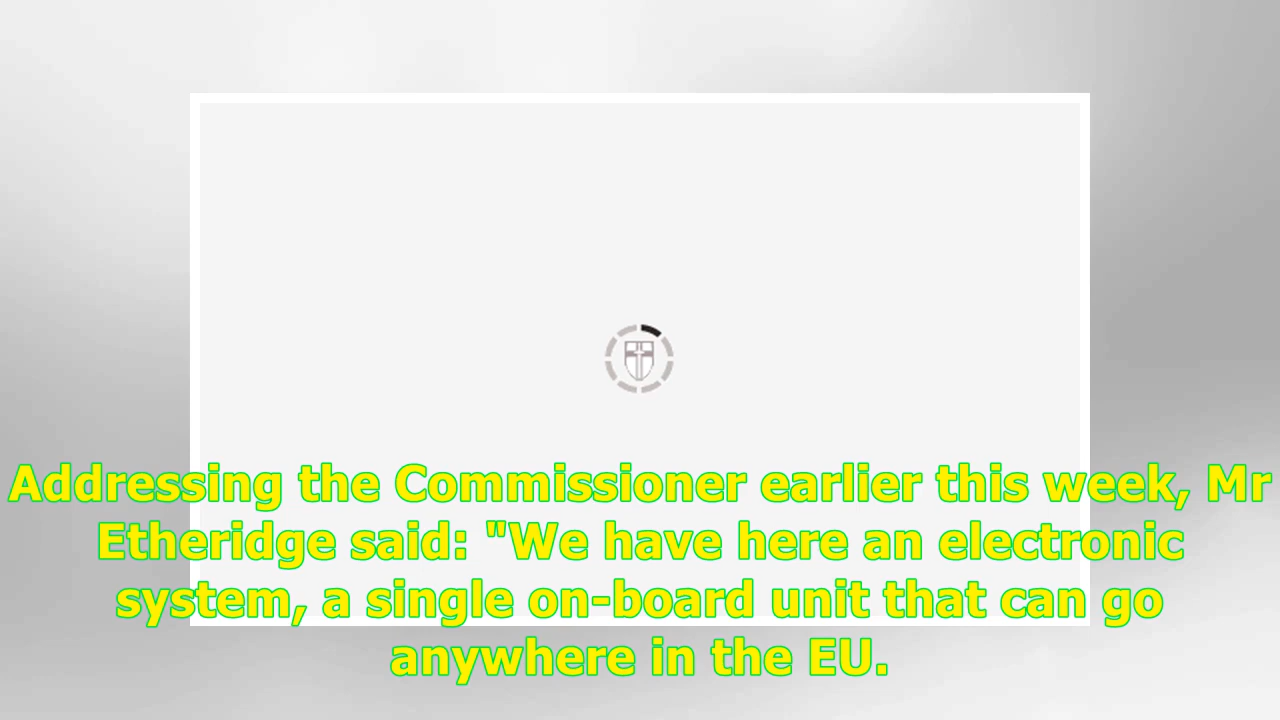 Addressing the Commissioner earlier this week, Mr
Etheridge said: "We have here an electronic
system, a single on-board unit that can go
anywhere in the EU.